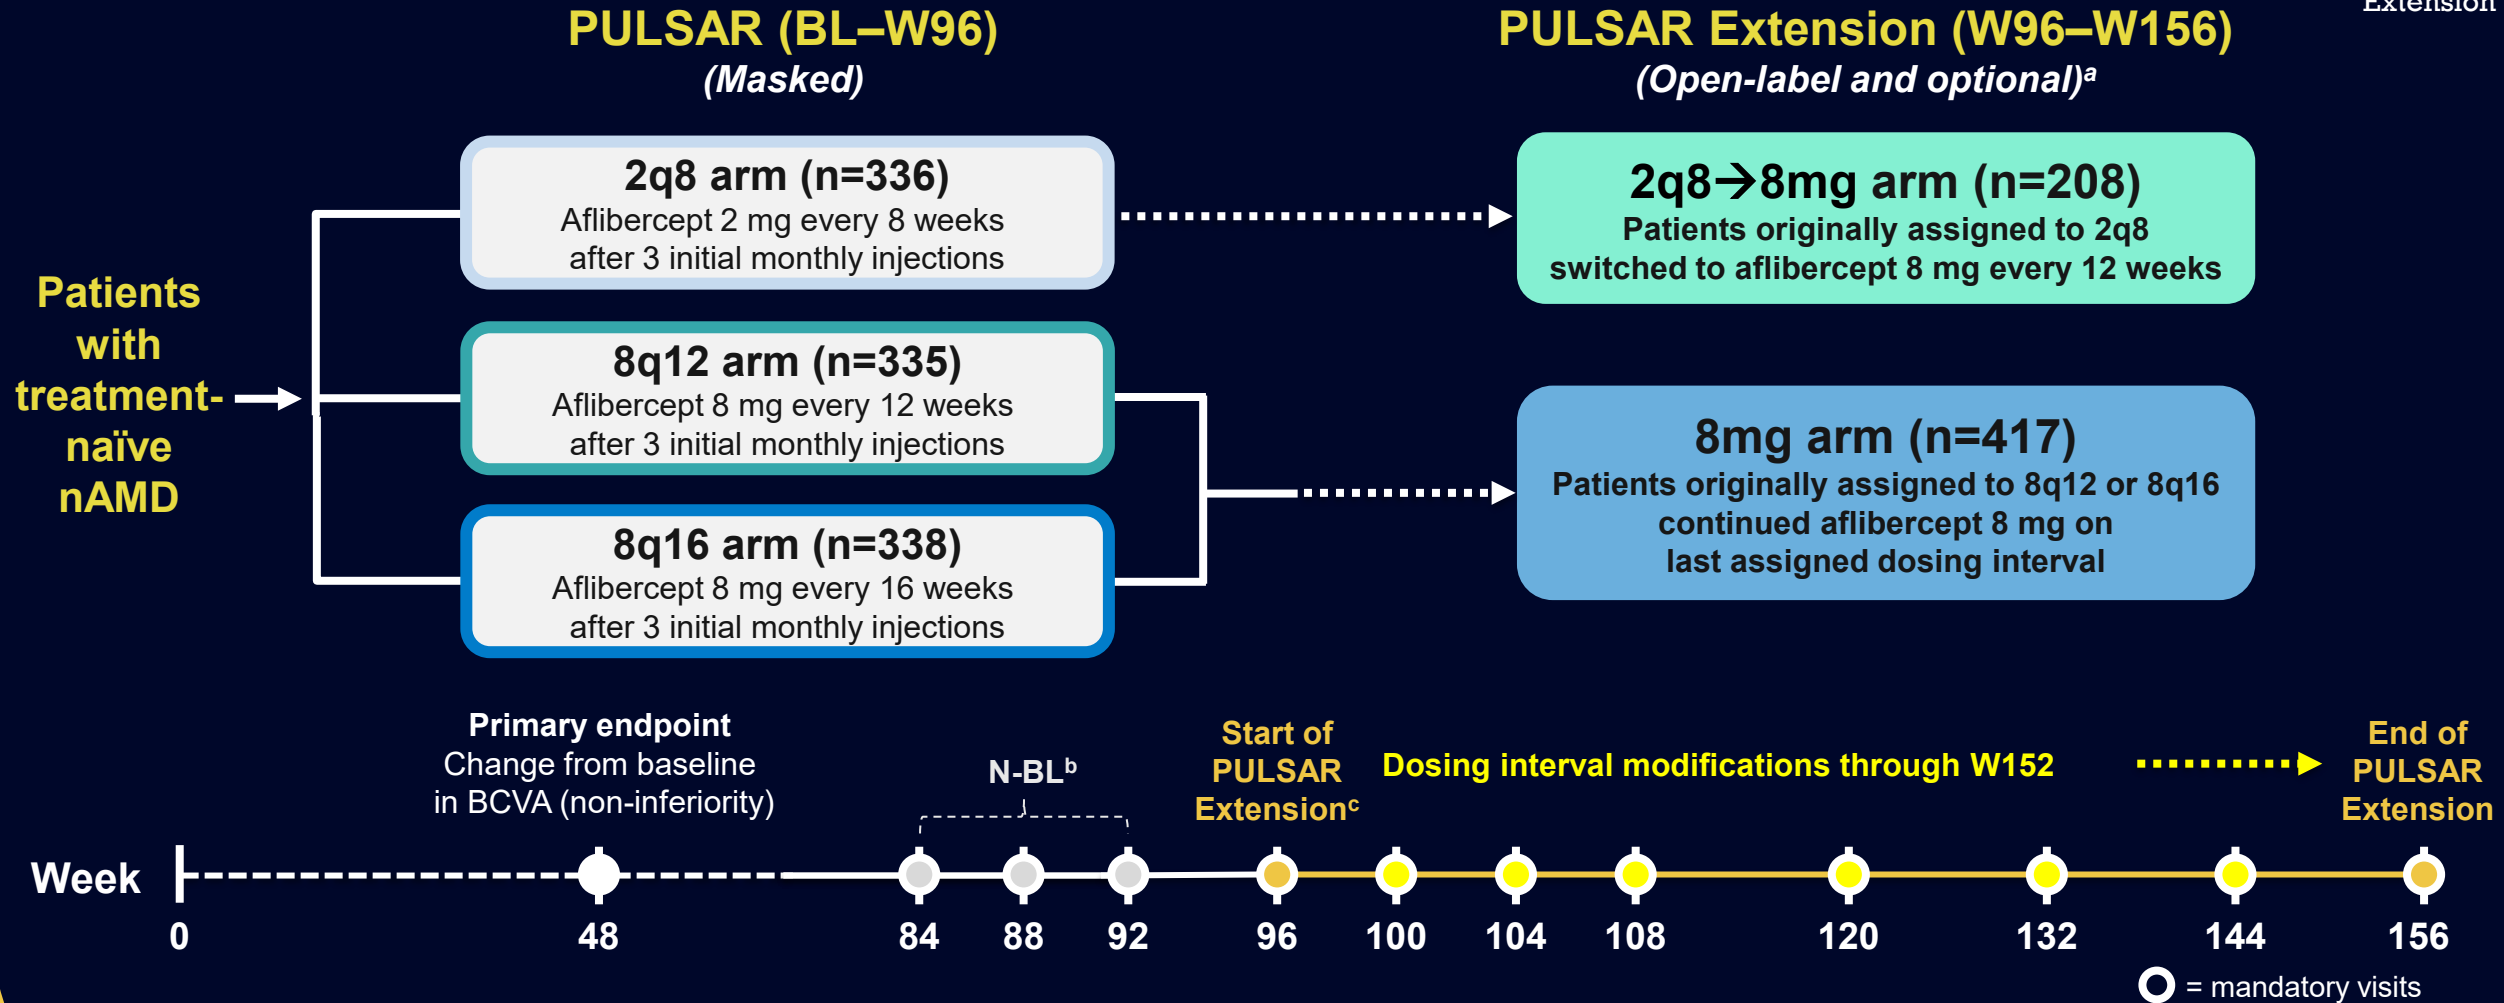 Extension
PULSAR (BL–W96)
(Masked)
PULSAR Extension (W96–W156)
(Open-label and optional)ᵃ
Patients
with
treatment-
naïve
nAMD
2q8 arm (n=336)
Aflibercept 2 mg every 8 weeks
after 3 initial monthly injections
8q12 arm (n=335)
Aflibercept 8 mg every 12 weeks
after 3 initial monthly injections
8q16 arm (n=338)
Aflibercept 8 mg every 16 weeks
after 3 initial monthly injections
2q8→8mg arm (n=208)
Patients originally assigned to 2q8
switched to aflibercept 8 mg every 12 weeks
8mg arm (n=417)
Patients originally assigned to 8q12 or 8q16
continued aflibercept 8 mg on
last assigned dosing interval
Primary endpoint
Change from baseline
in BCVA (non-inferiority)
N-BLᵇ
Start of
PULSAR
Extensionᶜ
Dosing interval modifications through W152
End of
PULSAR
Extension
Week
0 48 84 88 92 96 100 104 108 120 132 144 156
= mandatory visits